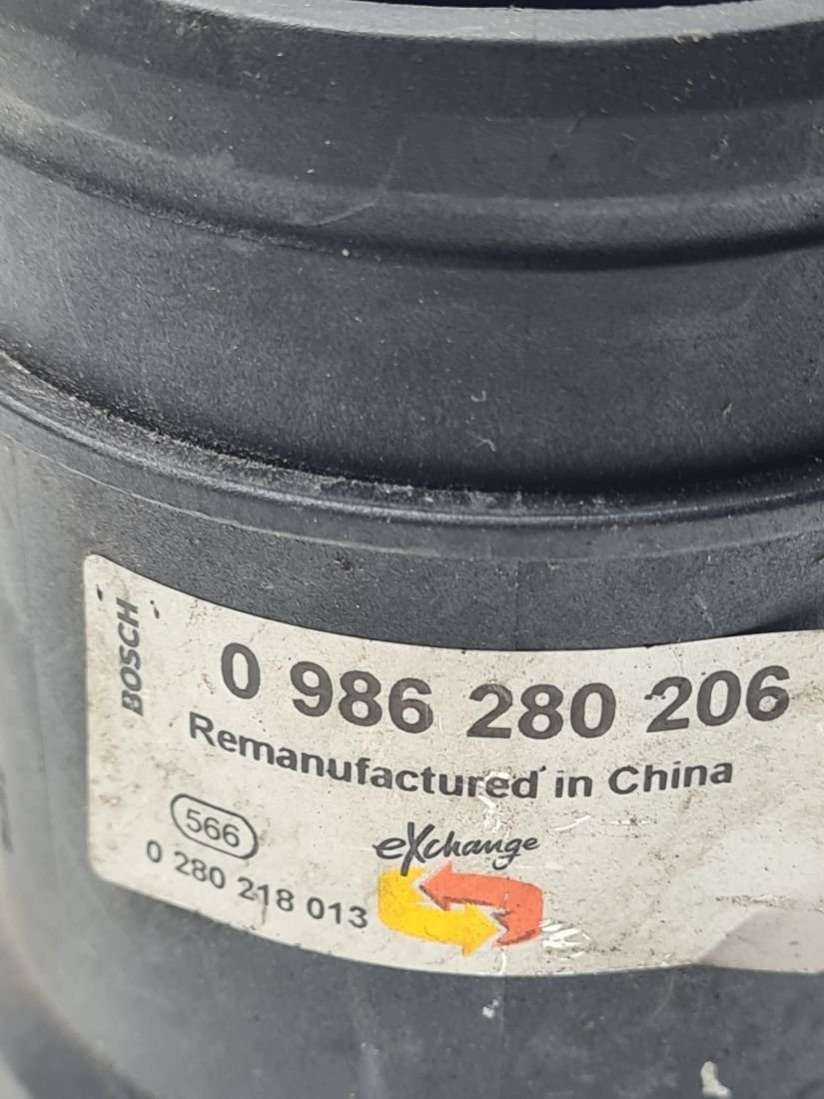 BOSCH
0 986 280 206
Remanufactured in China
566
0 280 218 013
eXchange